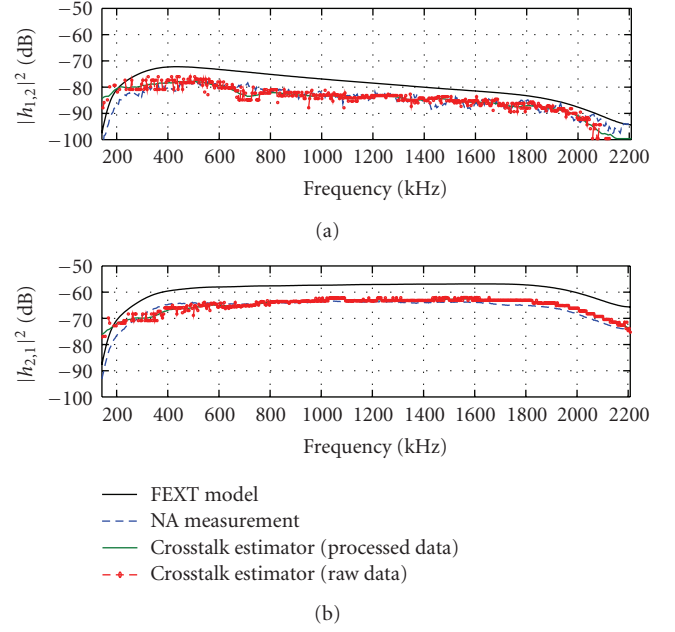 −50
−60
−70
−80
−90
−100
|h1,2|² (dB)
200 400 600 800 1000 1200 1400 1600 1800 2000 2200
Frequency (kHz)
(a)
−50
−60
−70
−80
−90
−100
|h2,1|² (dB)
200 400 600 800 1000 1200 1400 1600 1800 2000 2200
Frequency (kHz)
FEXT model
NA measurement
Crosstalk estimator (processed data)
Crosstalk estimator (raw data)
(b)